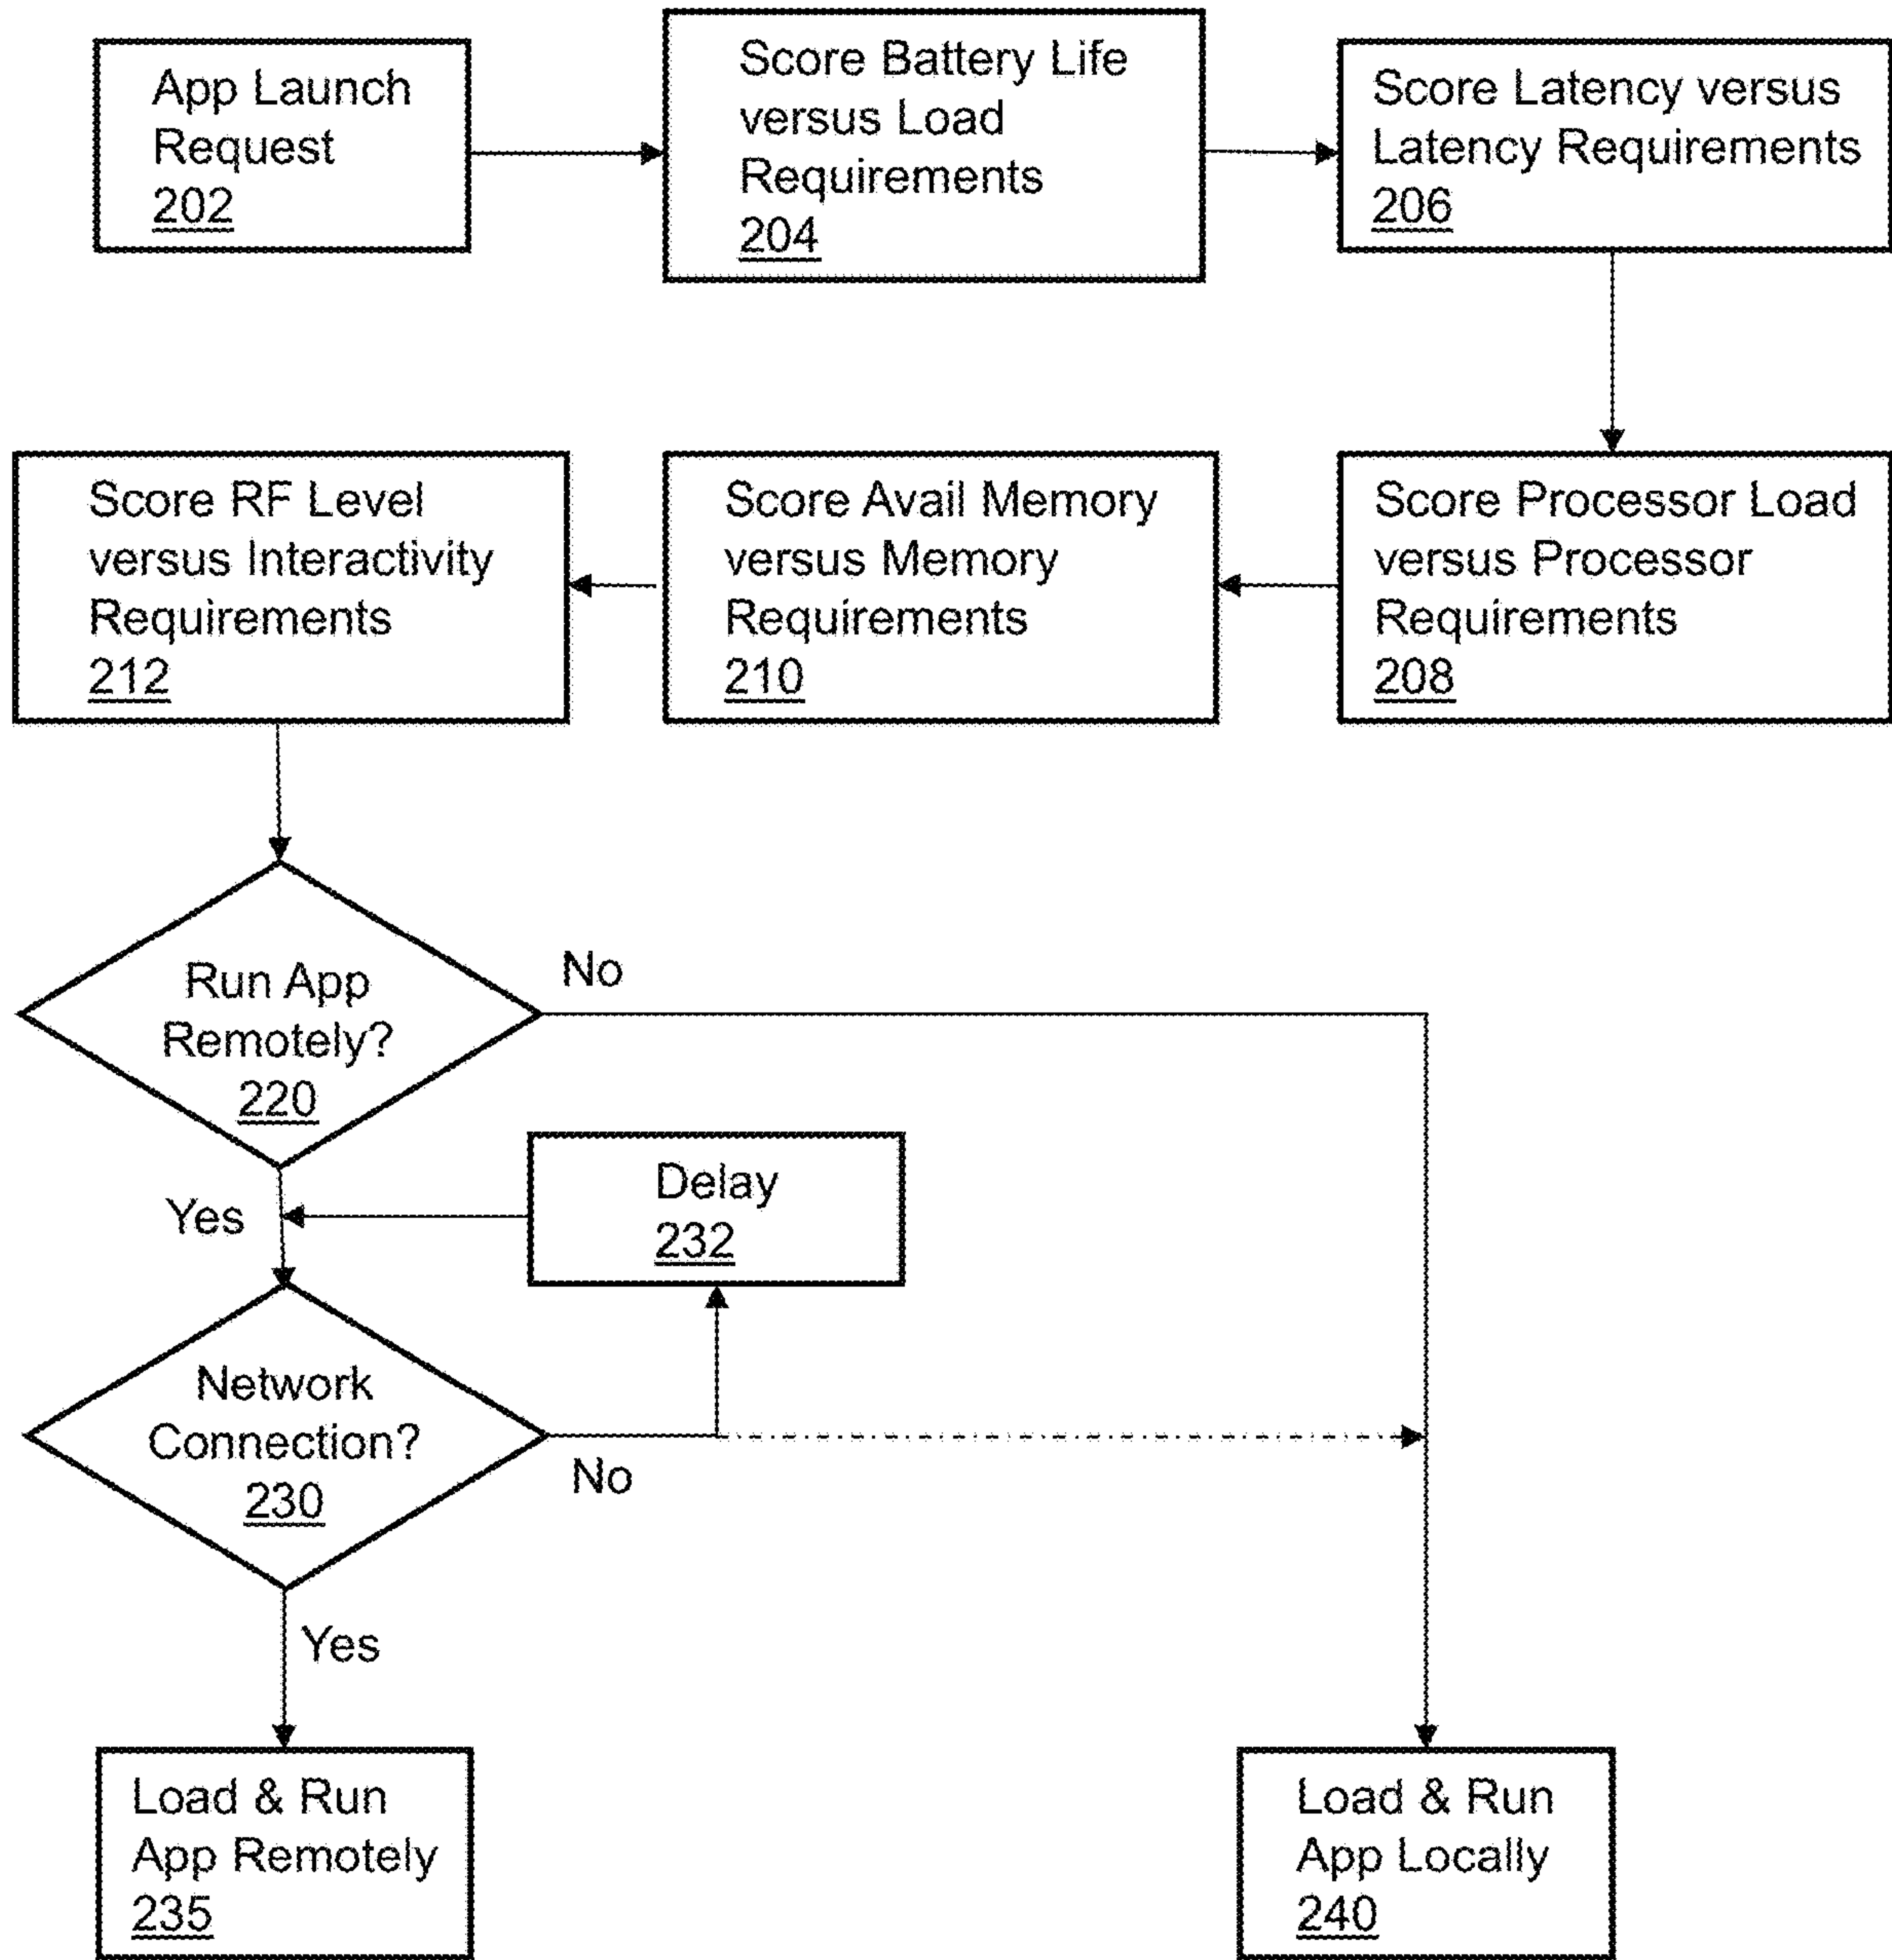 App Launch
Request
202
Score Battery Life
versus Load
Requirements
204
Score Latency versus
Latency Requirements
206
Score RF Level
versus Interactivity
Requirements
212
Score Avail Memory
versus Memory
Requirements
210
Score Processor Load
versus Processor
Requirements
208
Run App
Remotely?
220
No
Yes
Delay
232
Network
Connection?
230
No
Yes
Load & Run
App Remotely
235
Load & Run
App Locally
240